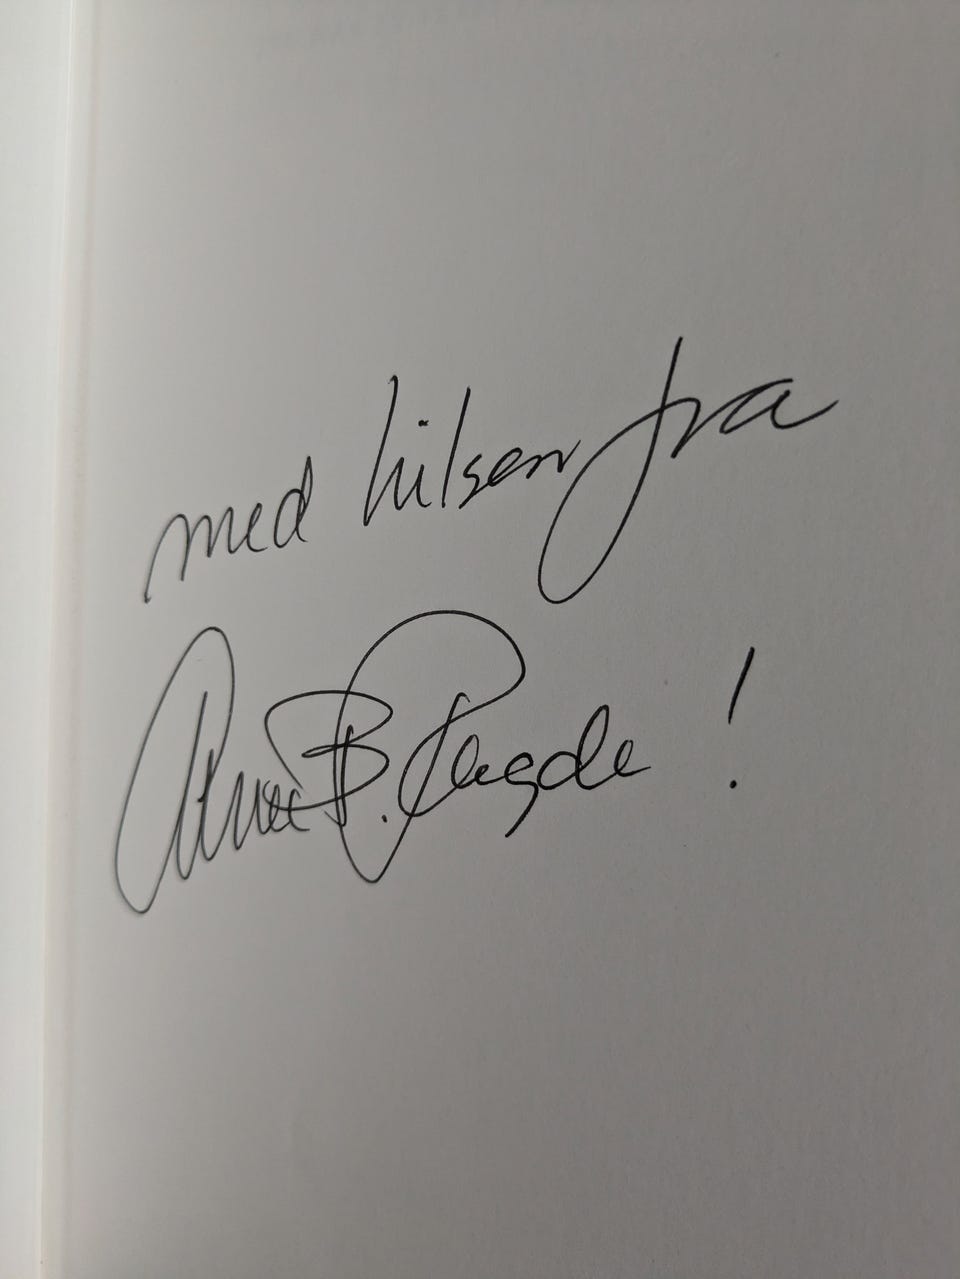 med hilsen fra
Anne B. Ragde !